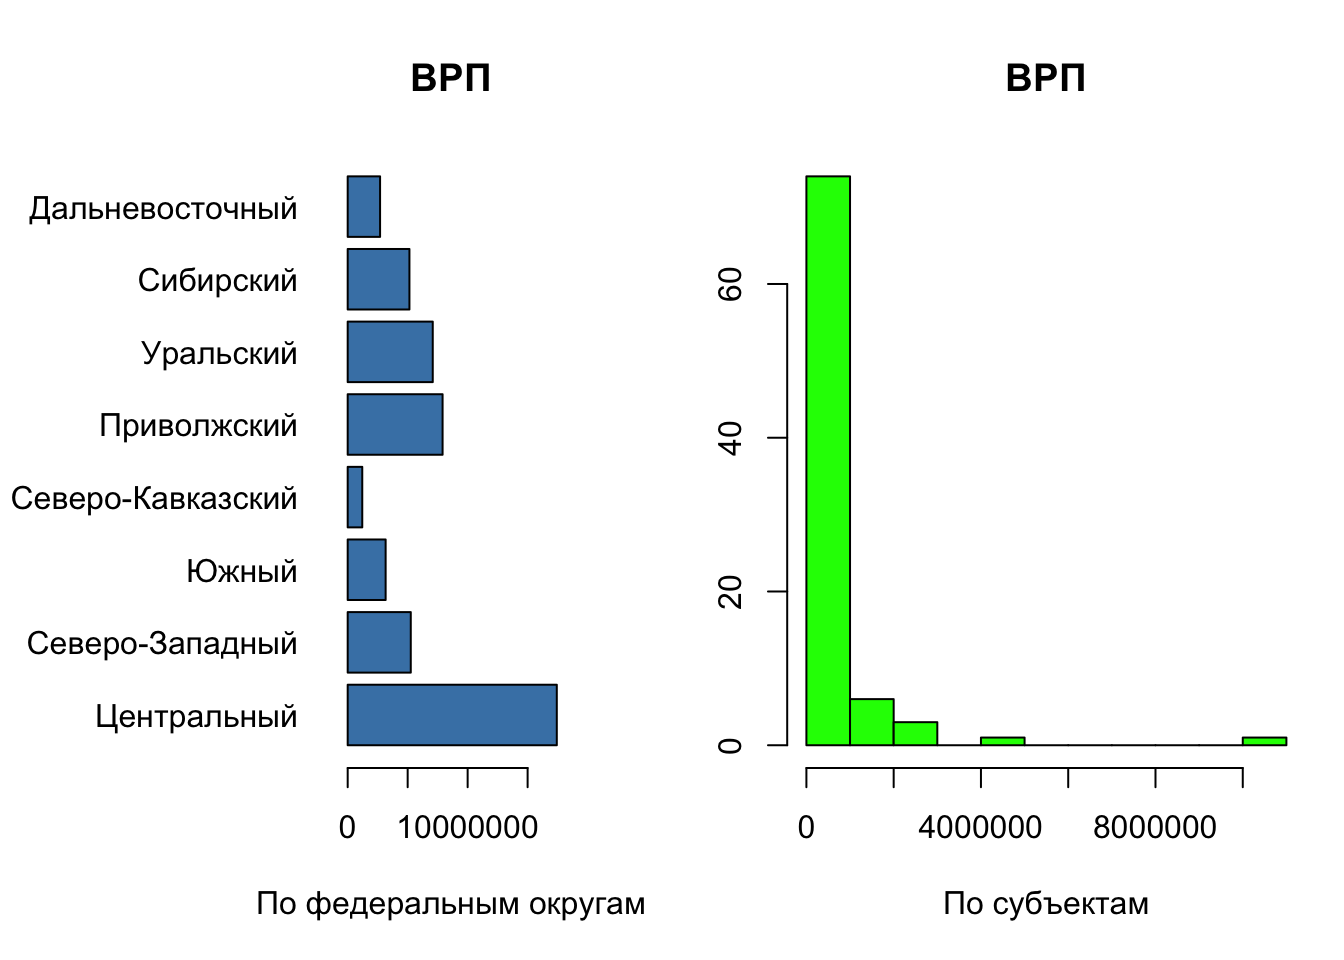 ВРП
Дальневосточный
Сибирский
Уральский
Приволжский
Северо-Кавказский
Южный
Северо-Западный
Центральный
0 10000000
По федеральным округам
ВРП
60
40
20
0
0 4000000 8000000
По субъектам